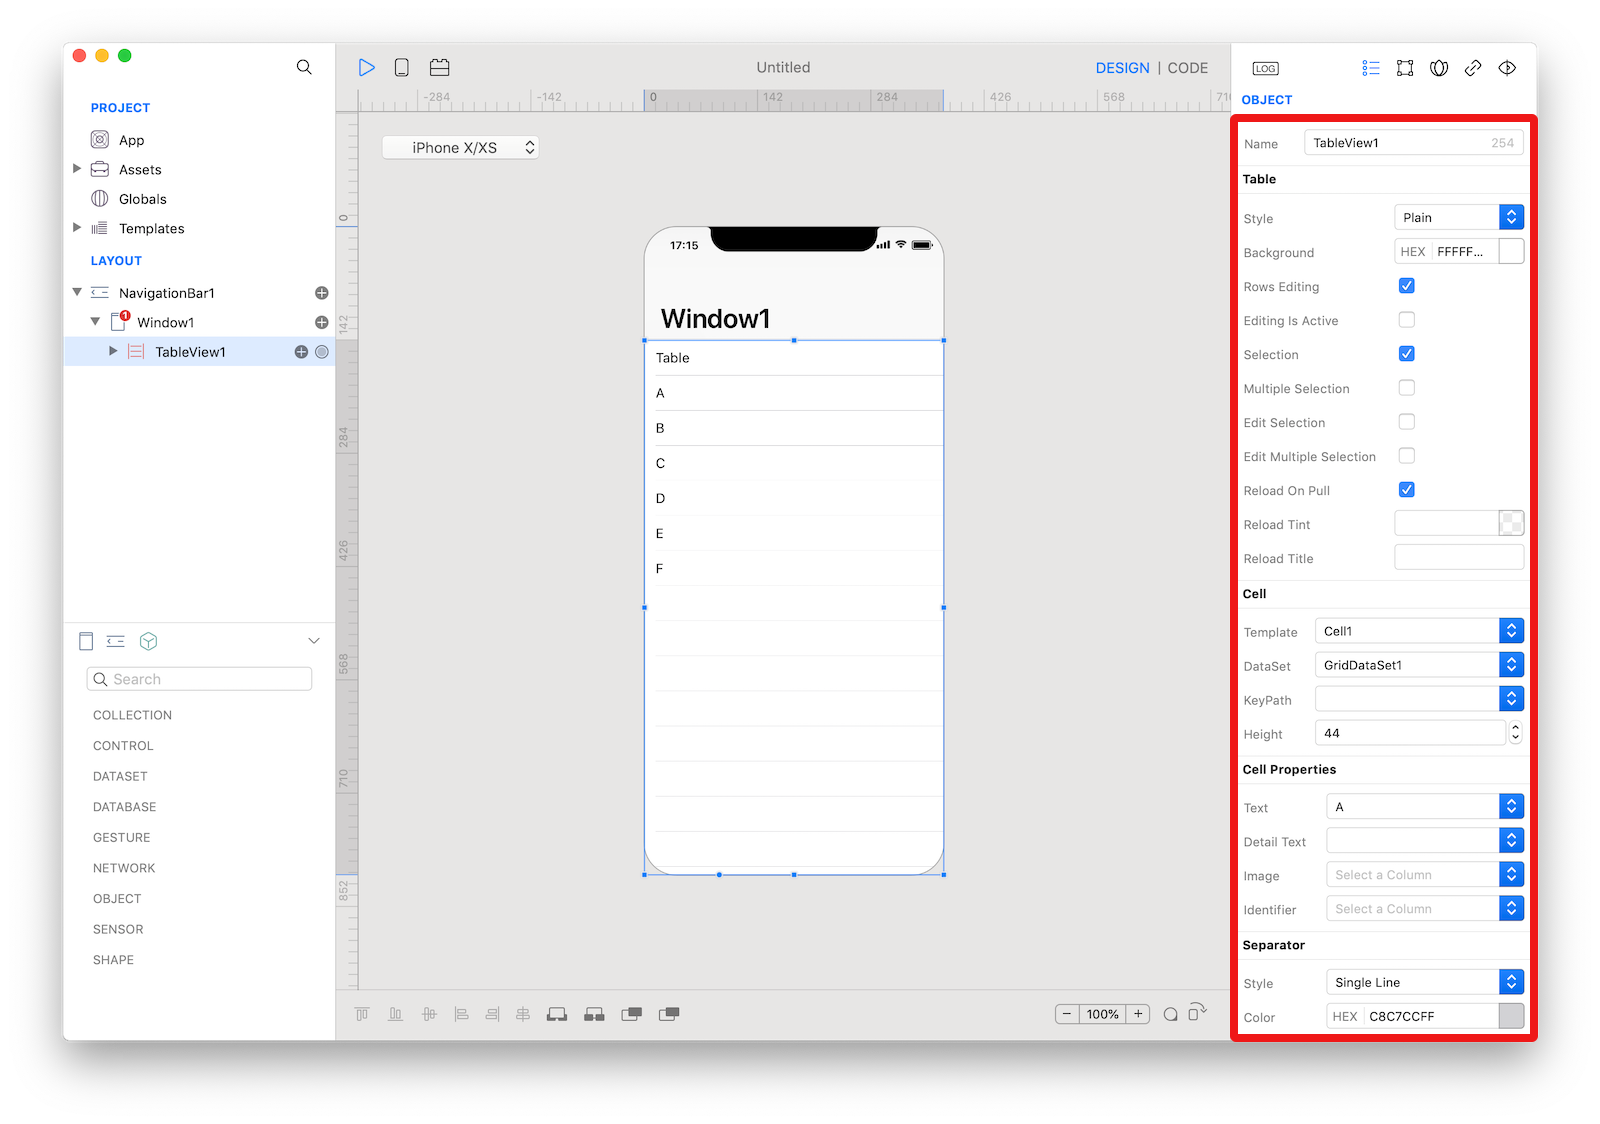 PROJECT
App
Assets
Globals
Templates
LAYOUT
NavigationBar1
1
Window1
TableView1
Search
COLLECTION
CONTROL
DATASET
DATABASE
GESTURE
NETWORK
OBJECT
SENSOR
SHAPE
Untitled
DESIGN | CODE
-284 -142 0 142 284 426 568 710
0
142
284
426
568
710
852
iPhone X/XS
17:15
Window1
Table
A
B
C
D
E
F
100%
LOG
OBJECT
Name TableView1 254
Table
Style Plain
Background HEX FFFFF...
Rows Editing
Editing Is Active
Selection
Multiple Selection
Edit Selection
Edit Multiple Selection
Reload On Pull
Reload Tint
Reload Title
Cell
Template Cell1
DataSet GridDataSet1
KeyPath
Height 44
Cell Properties
Text A
Detail Text
Image Select a Column
Identifier Select a Column
Separator
Style Single Line
Color HEX C8C7CCFF